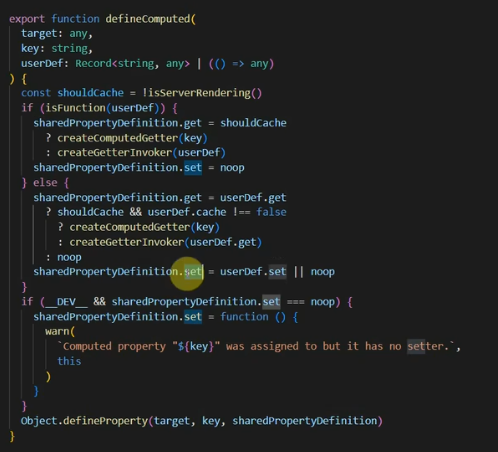 export function defineComputed(
  target: any,
  key: string,
  userDef: Record<string, any> | (() => any)
) {
  const shouldCache = !isServerRendering()
  if (isFunction(userDef)) {
    sharedPropertyDefinition.get = shouldCache
      ? createComputedGetter(key)
      : createGetterInvoker(userDef)
    sharedPropertyDefinition.set = noop
  } else {
    sharedPropertyDefinition.get = userDef.get
      ? shouldCache && userDef.cache !== false
        ? createComputedGetter(key)
        : createGetterInvoker(userDef.get)
      : noop
    sharedPropertyDefinition.set = userDef.set || noop
  }
  if (__DEV__ && sharedPropertyDefinition.set === noop) {
    sharedPropertyDefinition.set = function () {
      warn(
        `Computed property "${key}" was assigned to but it has no setter.`,
        this
      )
    }
  }
  Object.defineProperty(target, key, sharedPropertyDefinition)
}